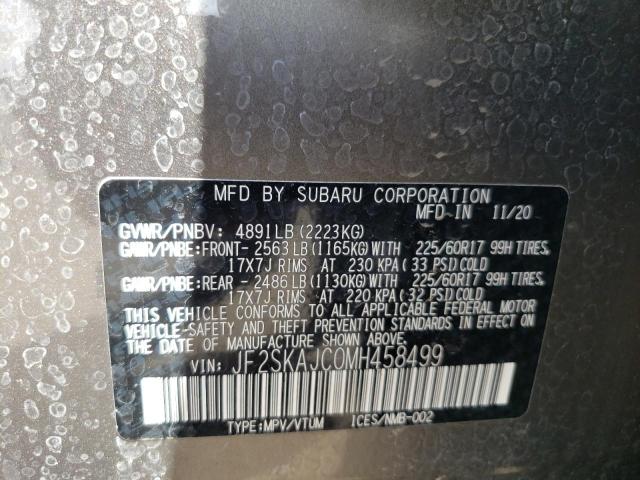 MFD BY SUBARU CORPORATION
MFD IN 11/20
GVWR/PNBV: 4891LB (2223KG)
GAWR/PNBE:FRONT- 2563LB(1165KG)WITH 225/60R17 99H TIRES,
17X7J RIMS AT 230 KPA(33 PSI)COLD
GAWR/PNBE:REAR - 2486LB(1130KG)WITH 225/60R17 99H TIRES,
17X7J RIMS AT 220 KPA(32 PSI)COLD
THIS VEHICLE CONFORMS TO ALL APPLICABLE FEDERAL MOTOR
VEHICLE-SAFETY AND THEFT PREVENTION STANDARDS IN EFFECT ON
THE DATE OF MANUFACTURE SHOWN ABOVE.
VIN: JF2SKAJC0MH458499
TYPE:MPV/VTUM ICES/NMB-002